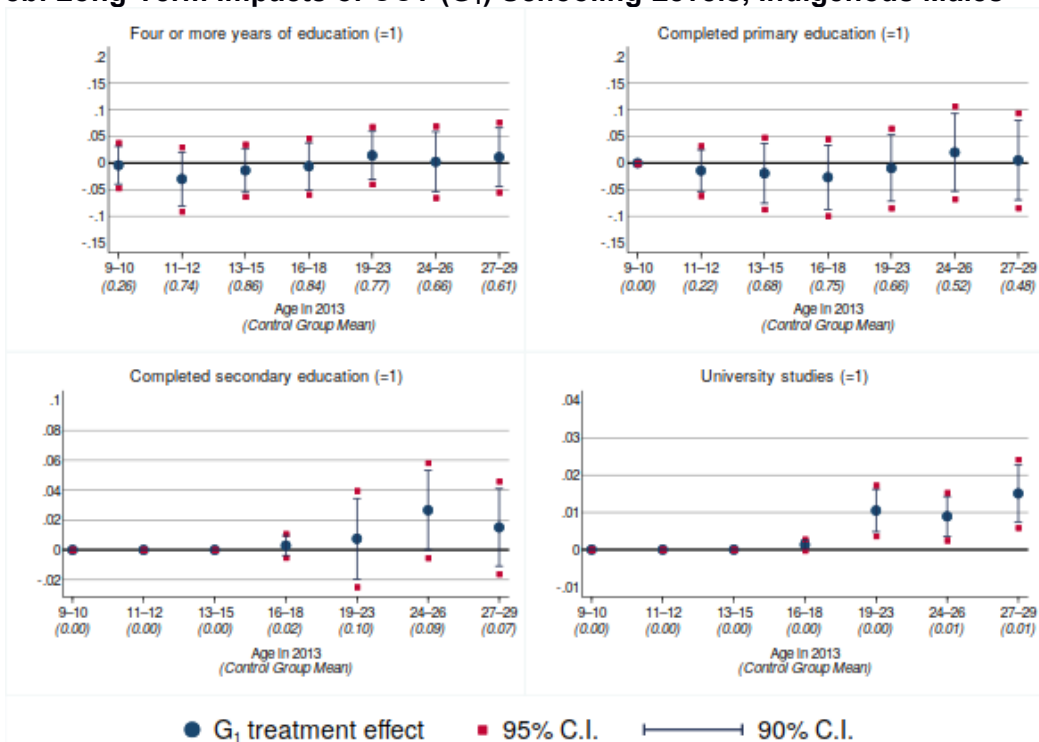 Four or more years of education (=1)
.2
.15
.1
.05
0
-.05
-.1
-.15
9–10 11–12 13–15 16–18 19–23 24–26 27–29
(0.26) (0.74) (0.86) (0.84) (0.77) (0.66) (0.61)
Age in 2013
(Control Group Mean)
Completed primary education (=1)
.2
.15
.1
.05
0
-.05
-.1
-.15
9–10 11–12 13–15 16–18 19–23 24–26 27–29
(0.00) (0.22) (0.68) (0.75) (0.66) (0.52) (0.48)
Age in 2013
(Control Group Mean)
Completed secondary education (=1)
.1
.08
.06
.04
.02
0
-.02
9–10 11–12 13–15 16–18 19–23 24–26 27–29
(0.00) (0.00) (0.00) (0.02) (0.10) (0.09) (0.07)
Age in 2013
(Control Group Mean)
University studies (=1)
.04
.03
.02
.01
0
-.01
9–10 11–12 13–15 16–18 19–23 24–26 27–29
(0.00) (0.00) (0.00) (0.00) (0.00) (0.01) (0.01)
Age in 2013
(Control Group Mean)
G₁ treatment effect 95% C.I. 90% C.I.